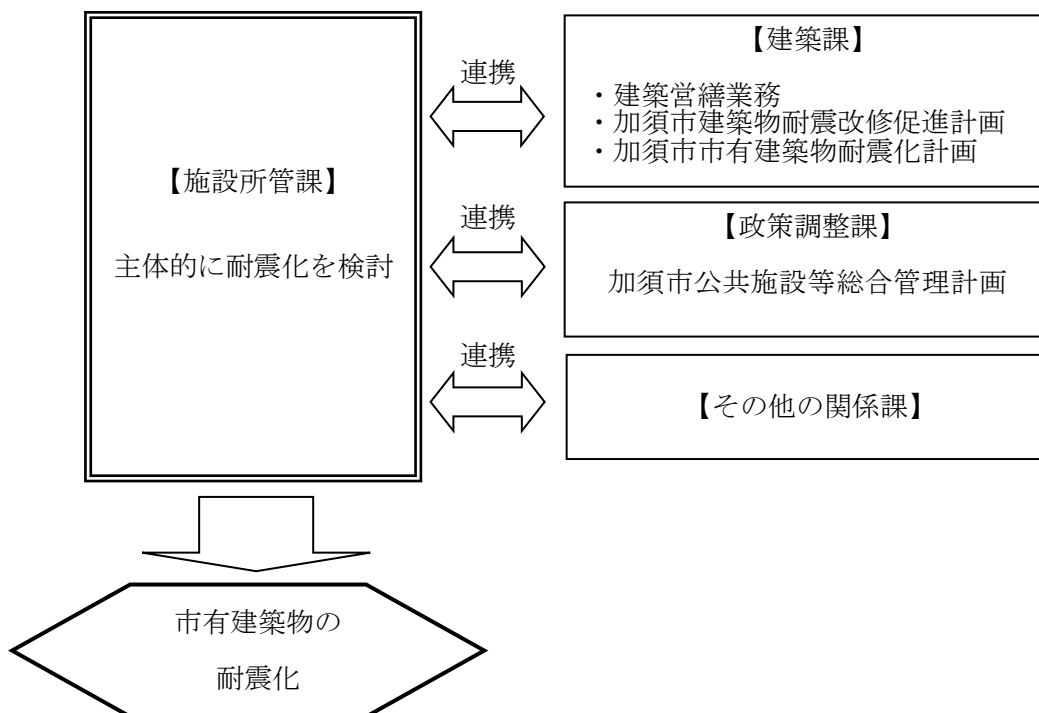 【施設所管課】
主体的に耐震化を検討
連携
【建築課】
・建築営繕業務
・加須市建築物耐震改修促進計画
・加須市市有建築物耐震化計画
連携
【政策調整課】
加須市公共施設等総合管理計画
連携
【その他の関係課】
市有建築物の
耐震化